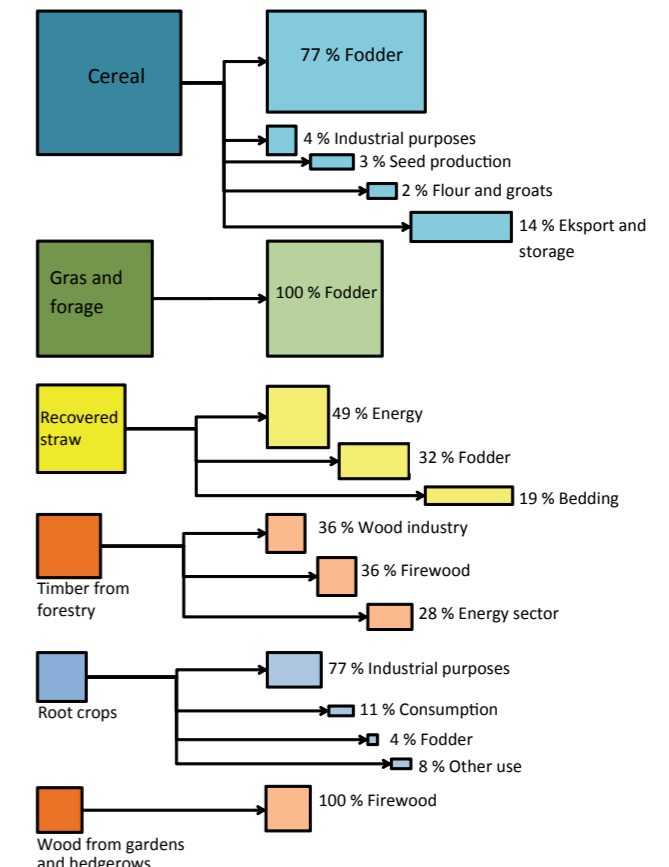 Cereal
77 % Fodder
4 % Industrial purposes
3 % Seed production
2 % Flour and groats
14 % Eksport and
storage
Gras and
forage
100 % Fodder
Recovered
straw
49 % Energy
32 % Fodder
19 % Bedding
Timber from
forestry
36 % Wood industry
36 % Firewood
28 % Energy sector
Root crops
77 % Industrial purposes
11 % Consumption
4 % Fodder
8 % Other use
Wood from gardens
and hedgerows
100 % Firewood